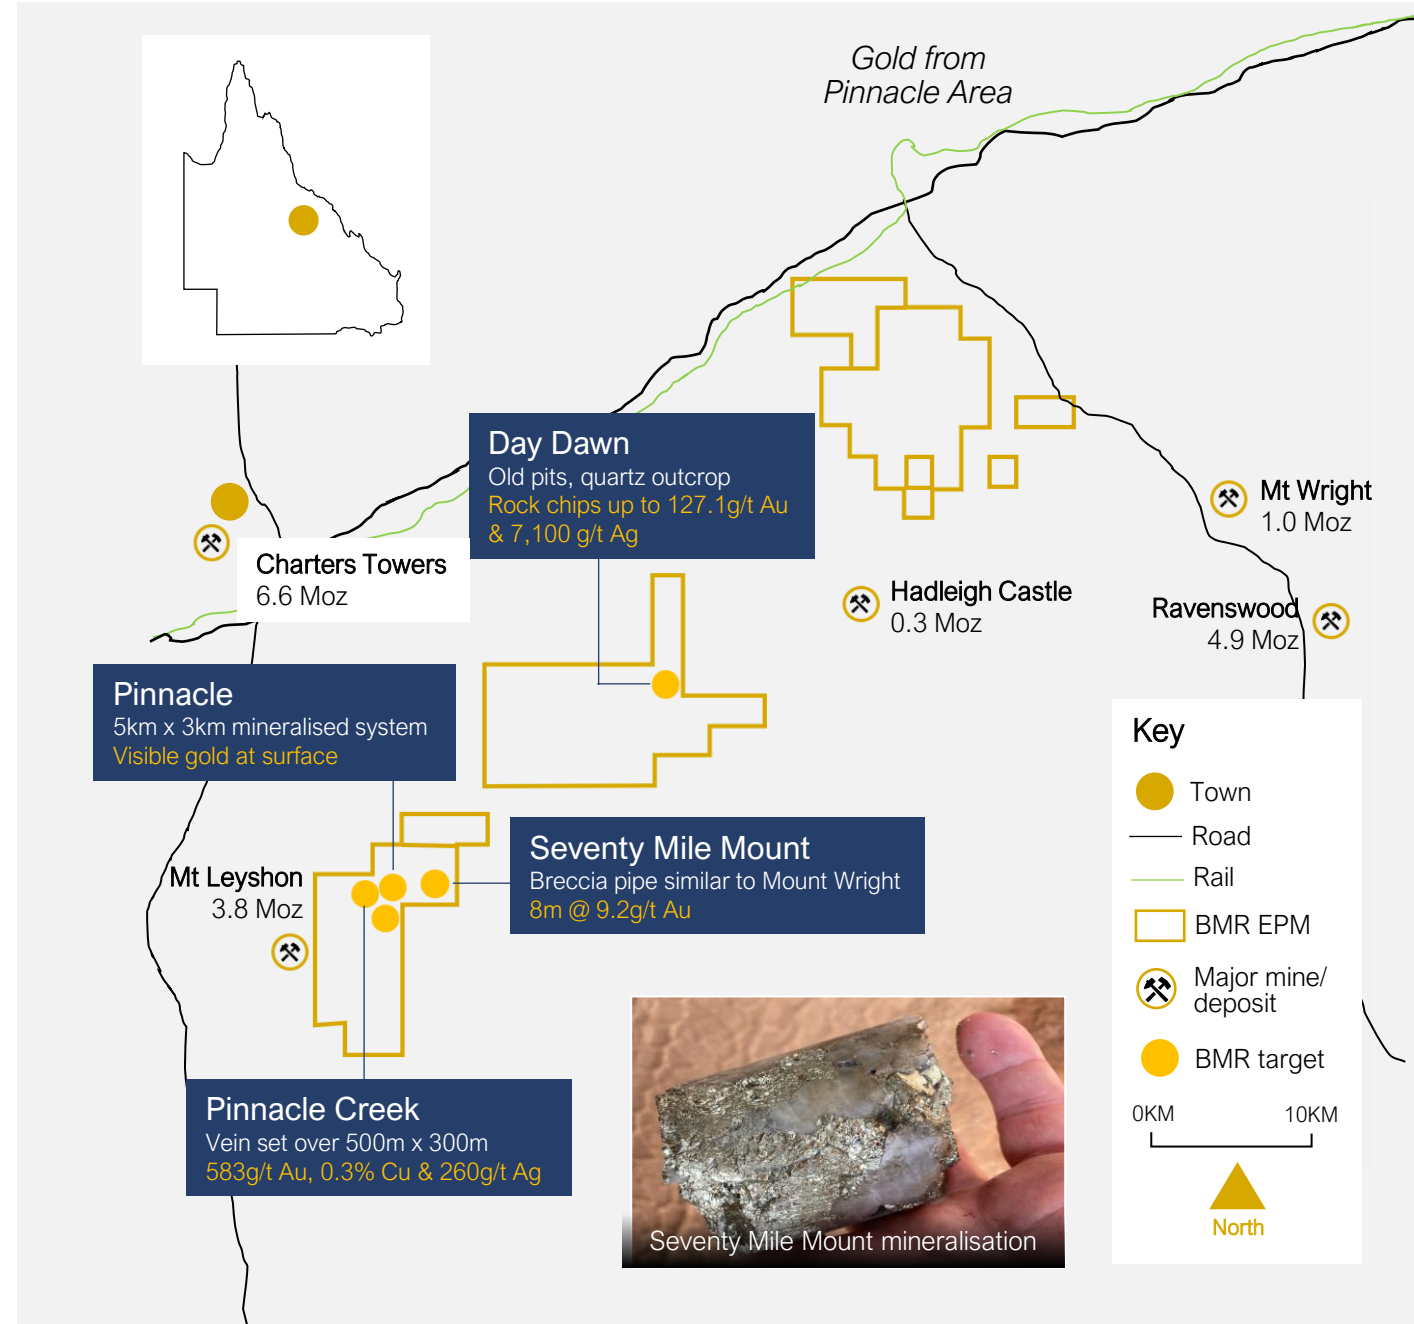 Gold from
Pinnacle Area
Day Dawn
Old pits, quartz outcrop
Rock chips up to 127.1g/t Au
& 7,100 g/t Ag
Mt Wright
1.0 Moz
Charters Towers
6.6 Moz
Hadleigh Castle
0.3 Moz
Ravenswood
4.9 Moz
Pinnacle
5km x 3km mineralised system
Visible gold at surface
Seventy Mile Mount
Breccia pipe similar to Mount Wright
8m @ 9.2g/t Au
Mt Leyshon
3.8 Moz
Pinnacle Creek
Vein set over 500m x 300m
583g/t Au, 0.3% Cu & 260g/t Ag
Seventy Mile Mount mineralisation
Key
Town
Road
Rail
BMR EPM
Major mine/
deposit
BMR target
0KM 10KM
North